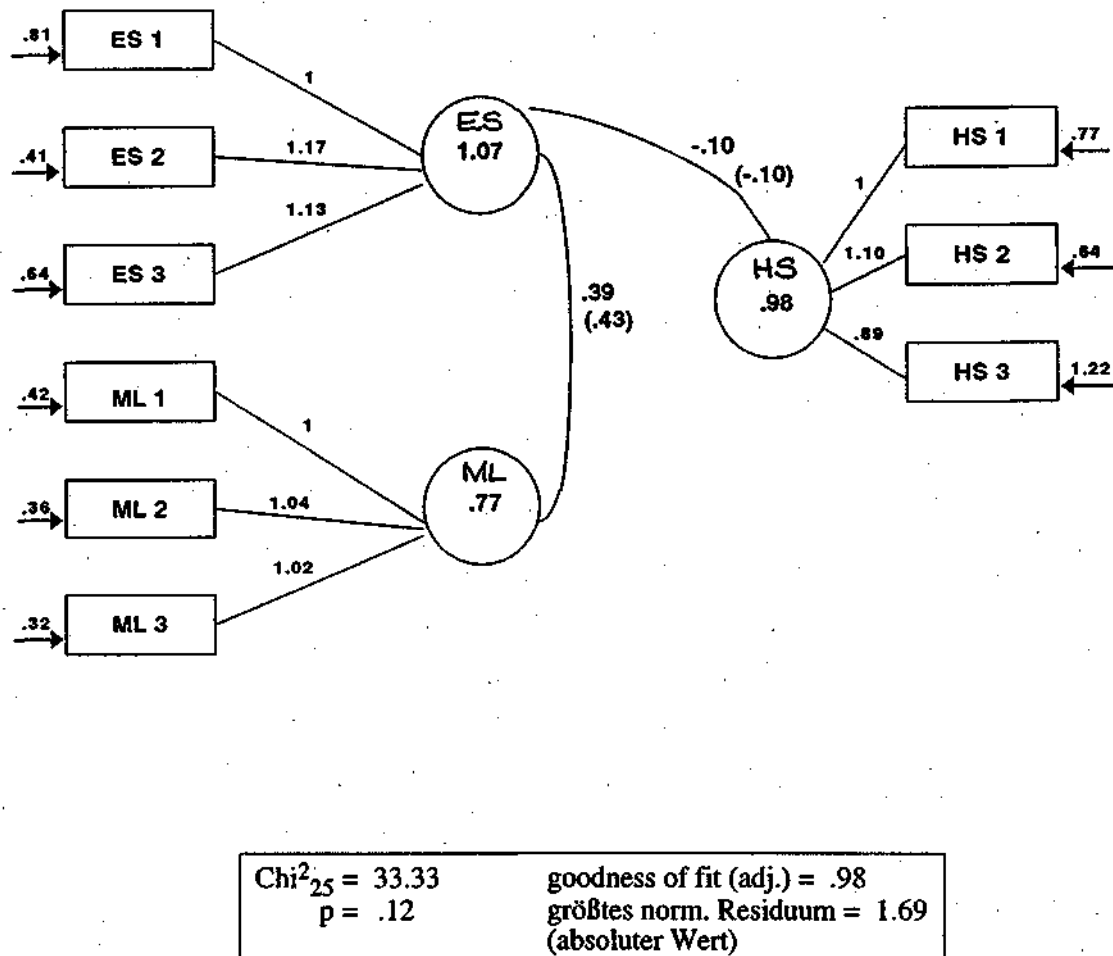 .81
ES 1
1
.41
ES 2
1.17
.64
ES 3
1.13
ES
1.07
-.10
(-.10)
HS 1
.77
1
HS
.98
1.10
HS 2
.64
.89
HS 3
1.22
.39
(.43)
.42
ML 1
1
.36
ML 2
1.04
ML
.77
.32
ML 3
1.02
Chi²₂₅ = 33.33 goodness of fit (adj.) = .98
p = .12 größtes norm. Residuum = 1.69
(absoluter Wert)